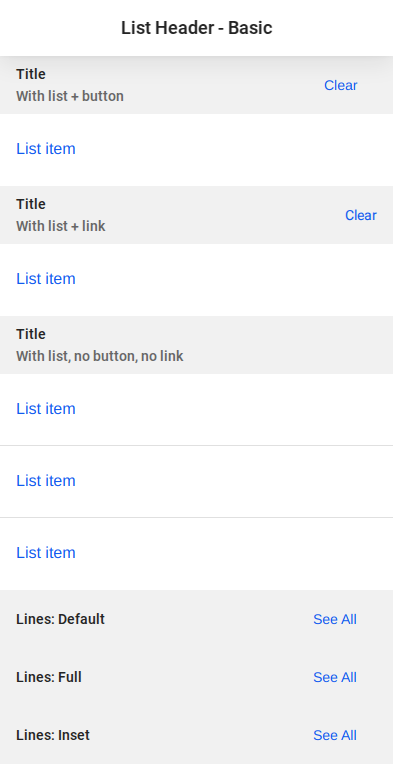 List Header - Basic
Title
With list + button
Clear
List item
Title
With list + link
Clear
List item
Title
With list, no button, no link
List item
List item
List item
Lines: Default
See All
Lines: Full
See All
Lines: Inset
See All